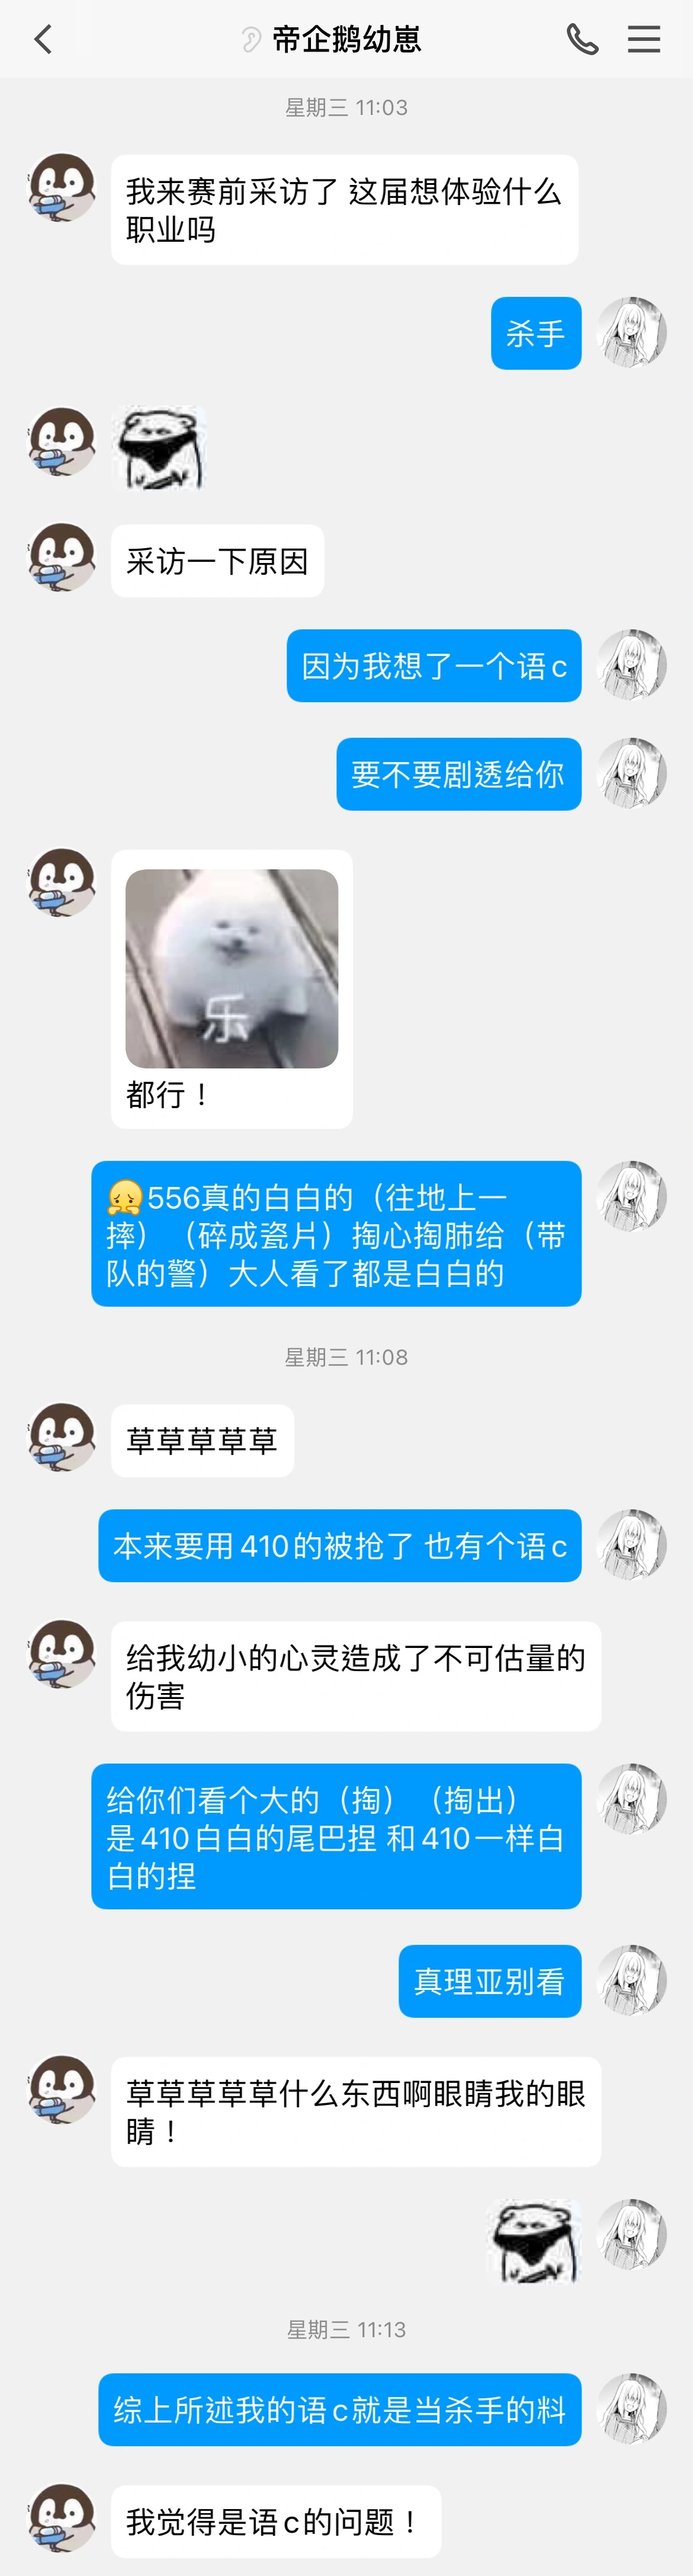 帝企鹅幼崽
星期三 11:03
我来赛前采访了 这届想体验什么
职业吗
杀手
采访一下原因
因为我想了一个语c
要不要剧透给你
乐
都行！
556真的白白的（往地上一
摔）（碎成瓷片）掏心掏肺给（带
队的警）大人看了都是白白的
星期三 11:08
草草草草草
本来要用410的被抢了 也有个语c
给我幼小的心灵造成了不可估量的
伤害
给你们看个大的（掏）（掏出）
是410白白的尾巴捏 和410一样白
白的捏
真理亚别看
草草草草草什么东西啊眼睛我的眼
睛！
星期三 11:13
综上所述我的语c就是当杀手的料
我觉得是语c的问题！